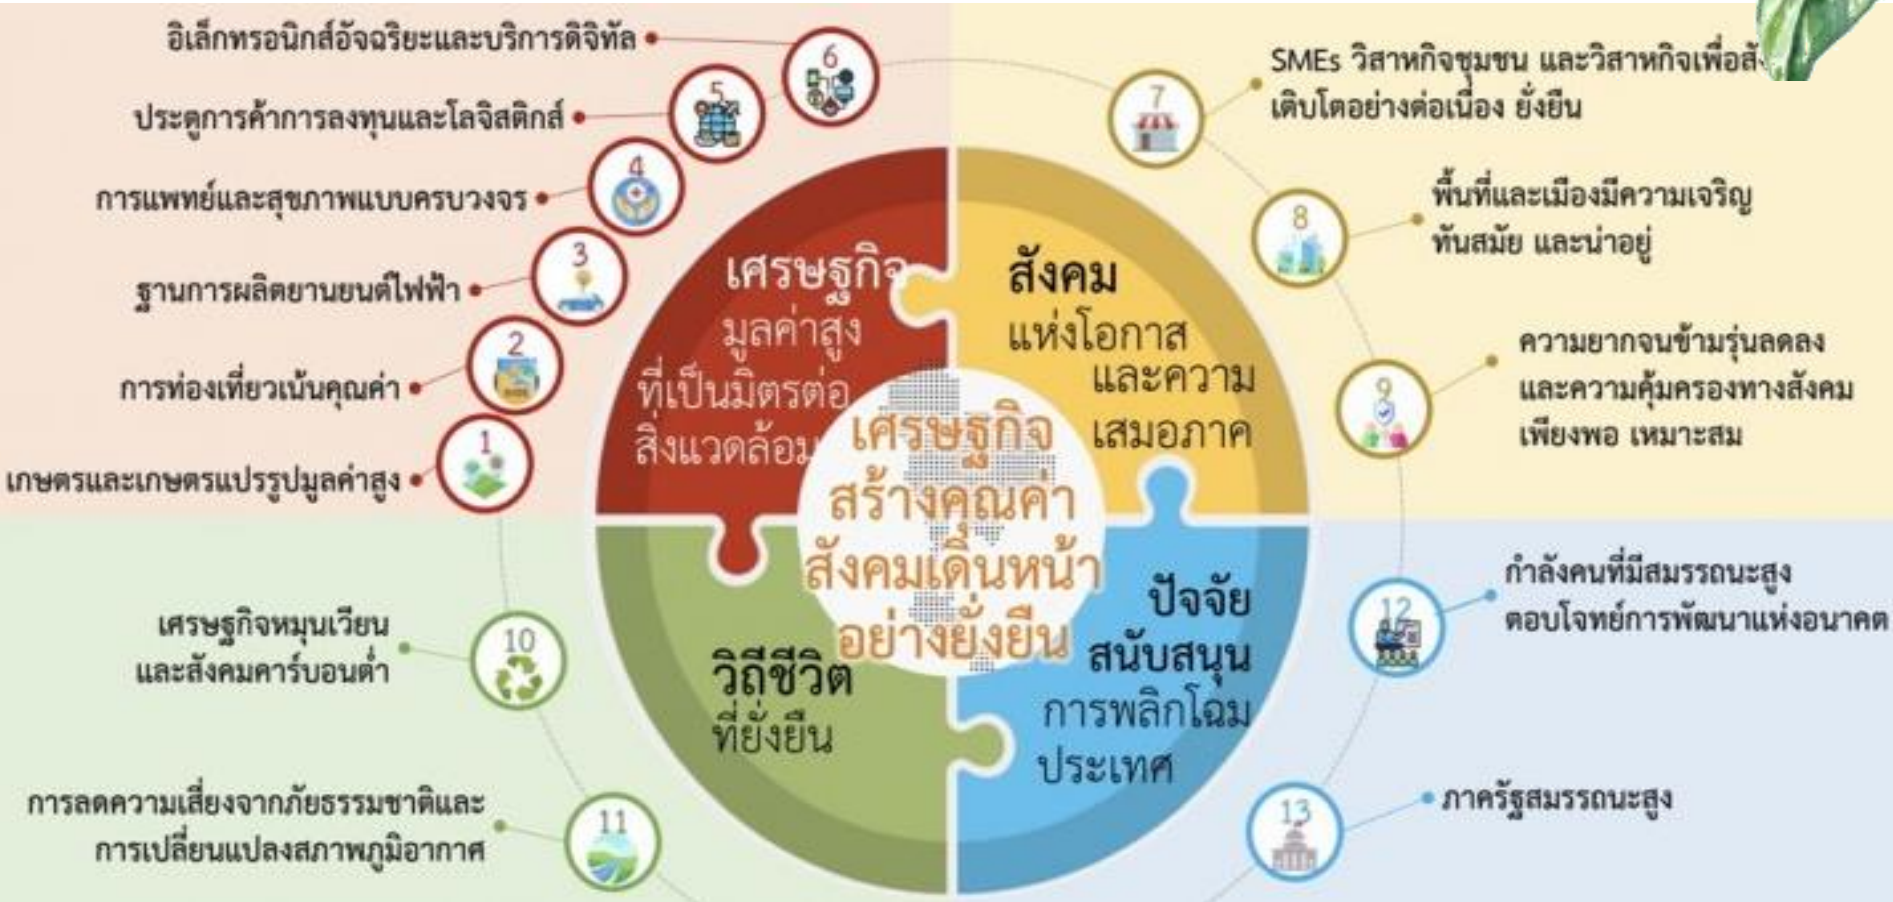 อิเล็กทรอนิกส์อัจฉริยะและบริการดิจิทัล
6
ประตูการค้าการลงทุนและโลจิสติกส์
5
การแพทย์และสุขภาพแบบครบวงจร
4
ฐานการผลิตยานยนต์ไฟฟ้า
3
การท่องเที่ยวเน้นคุณค่า
2
เกษตรและเกษตรแปรรูปมูลค่าสูง
1
เศรษฐกิจ
มูลค่าสูง
ที่เป็นมิตรต่อ
สิ่งแวดล้อม
สังคม
แห่งโอกาส
และความ
เสมอภาค
7
SMEs วิสาหกิจชุมชน และวิสาหกิจเพื่อสั
เติบโตอย่างต่อเนื่อง ยั่งยืน
8
พื้นที่และเมืองมีความเจริญ
ทันสมัย และน่าอยู่
9
ความยากจนข้ามรุ่นลดลง
และความคุ้มครองทางสังคม
เพียงพอ เหมาะสม
เศรษฐกิจ
สร้างคุณค่า
สังคมเดินหน้า
อย่างยั่งยืน
เศรษฐกิจหมุนเวียน
และสังคมคาร์บอนต่ำ
10
การลดความเสี่ยงจากภัยธรรมชาติและ
การเปลี่ยนแปลงสภาพภูมิอากาศ
11
วิถีชีวิต
ที่ยั่งยืน
ปัจจัย
สนับสนุน
การพลิกโฉม
ประเทศ
12
กำลังคนที่มีสมรรถนะสูง
ตอบโจทย์การพัฒนาแห่งอนาคต
13
ภาครัฐสมรรถนะสูง